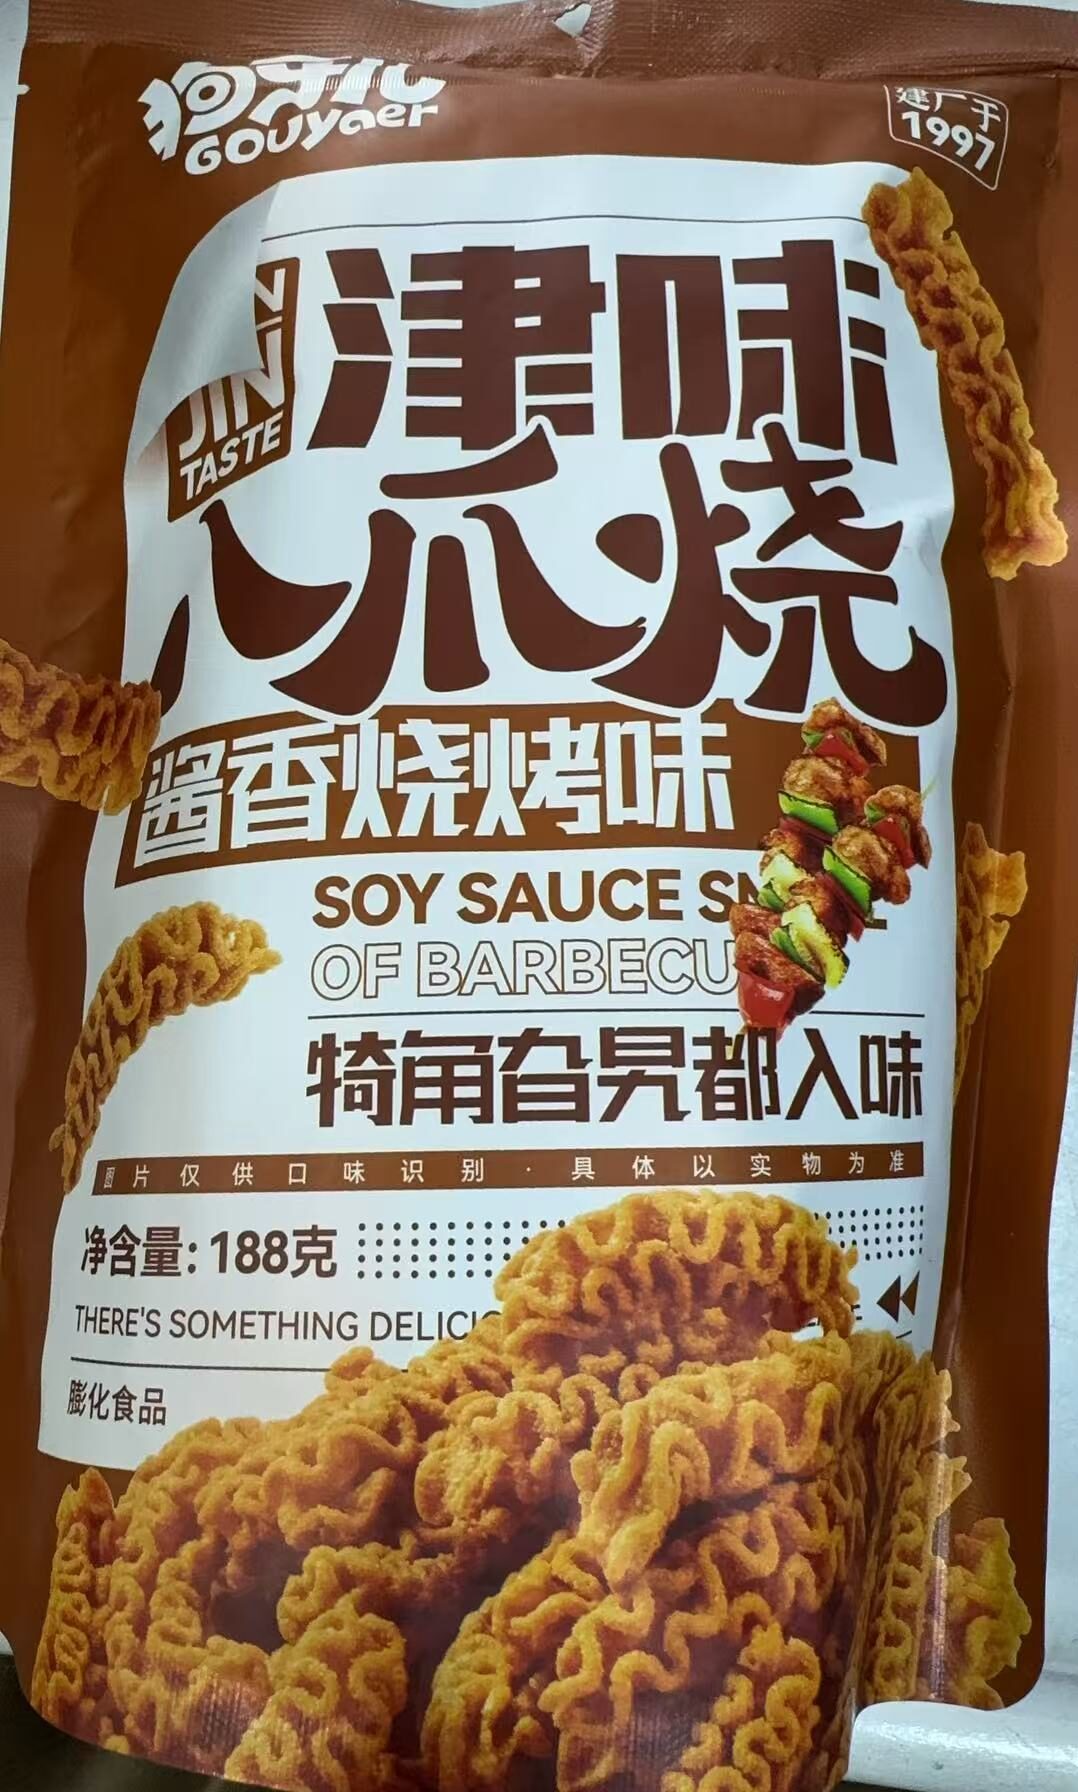 狗牙儿
GOUyaer
建厂于
1997
津味
JIN
TASTE
八爪烧
酱香烧烤味
SOY SAUCE
OF BARBECU
犄角旮旯都入味
图片仅供口味识别·具体以实物为准
净含量:188克
THERE'S SOMETHING
膨化食品